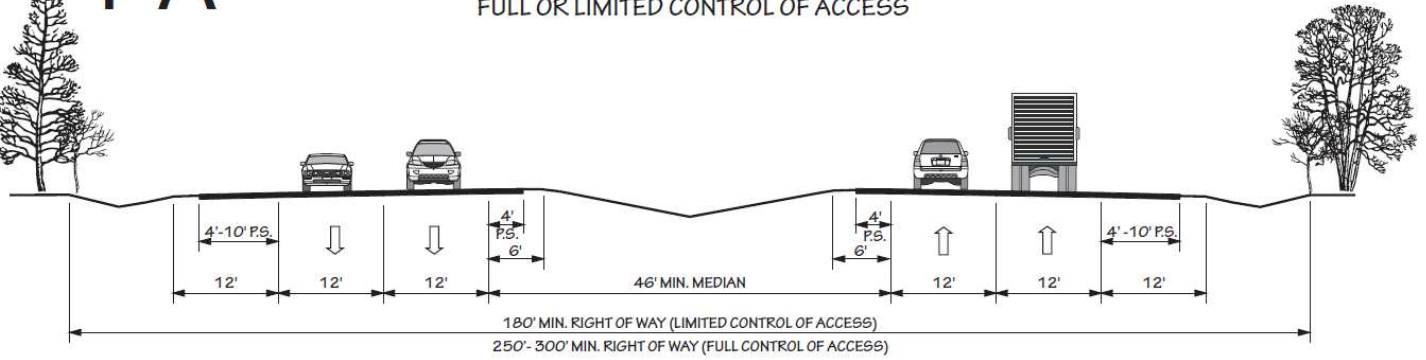 FULL OR LIMITED CONTROL OF ACCESS
4'
P.S.
6'
4'
P.S.
6'
4'-10' P.S.
4'-10' P.S.
12'
12'
12'
46' MIN. MEDIAN
12'
12'
12'
180' MIN. RIGHT OF WAY (LIMITED CONTROL OF ACCESS)
250'- 300' MIN. RIGHT OF WAY (FULL CONTROL OF ACCESS)